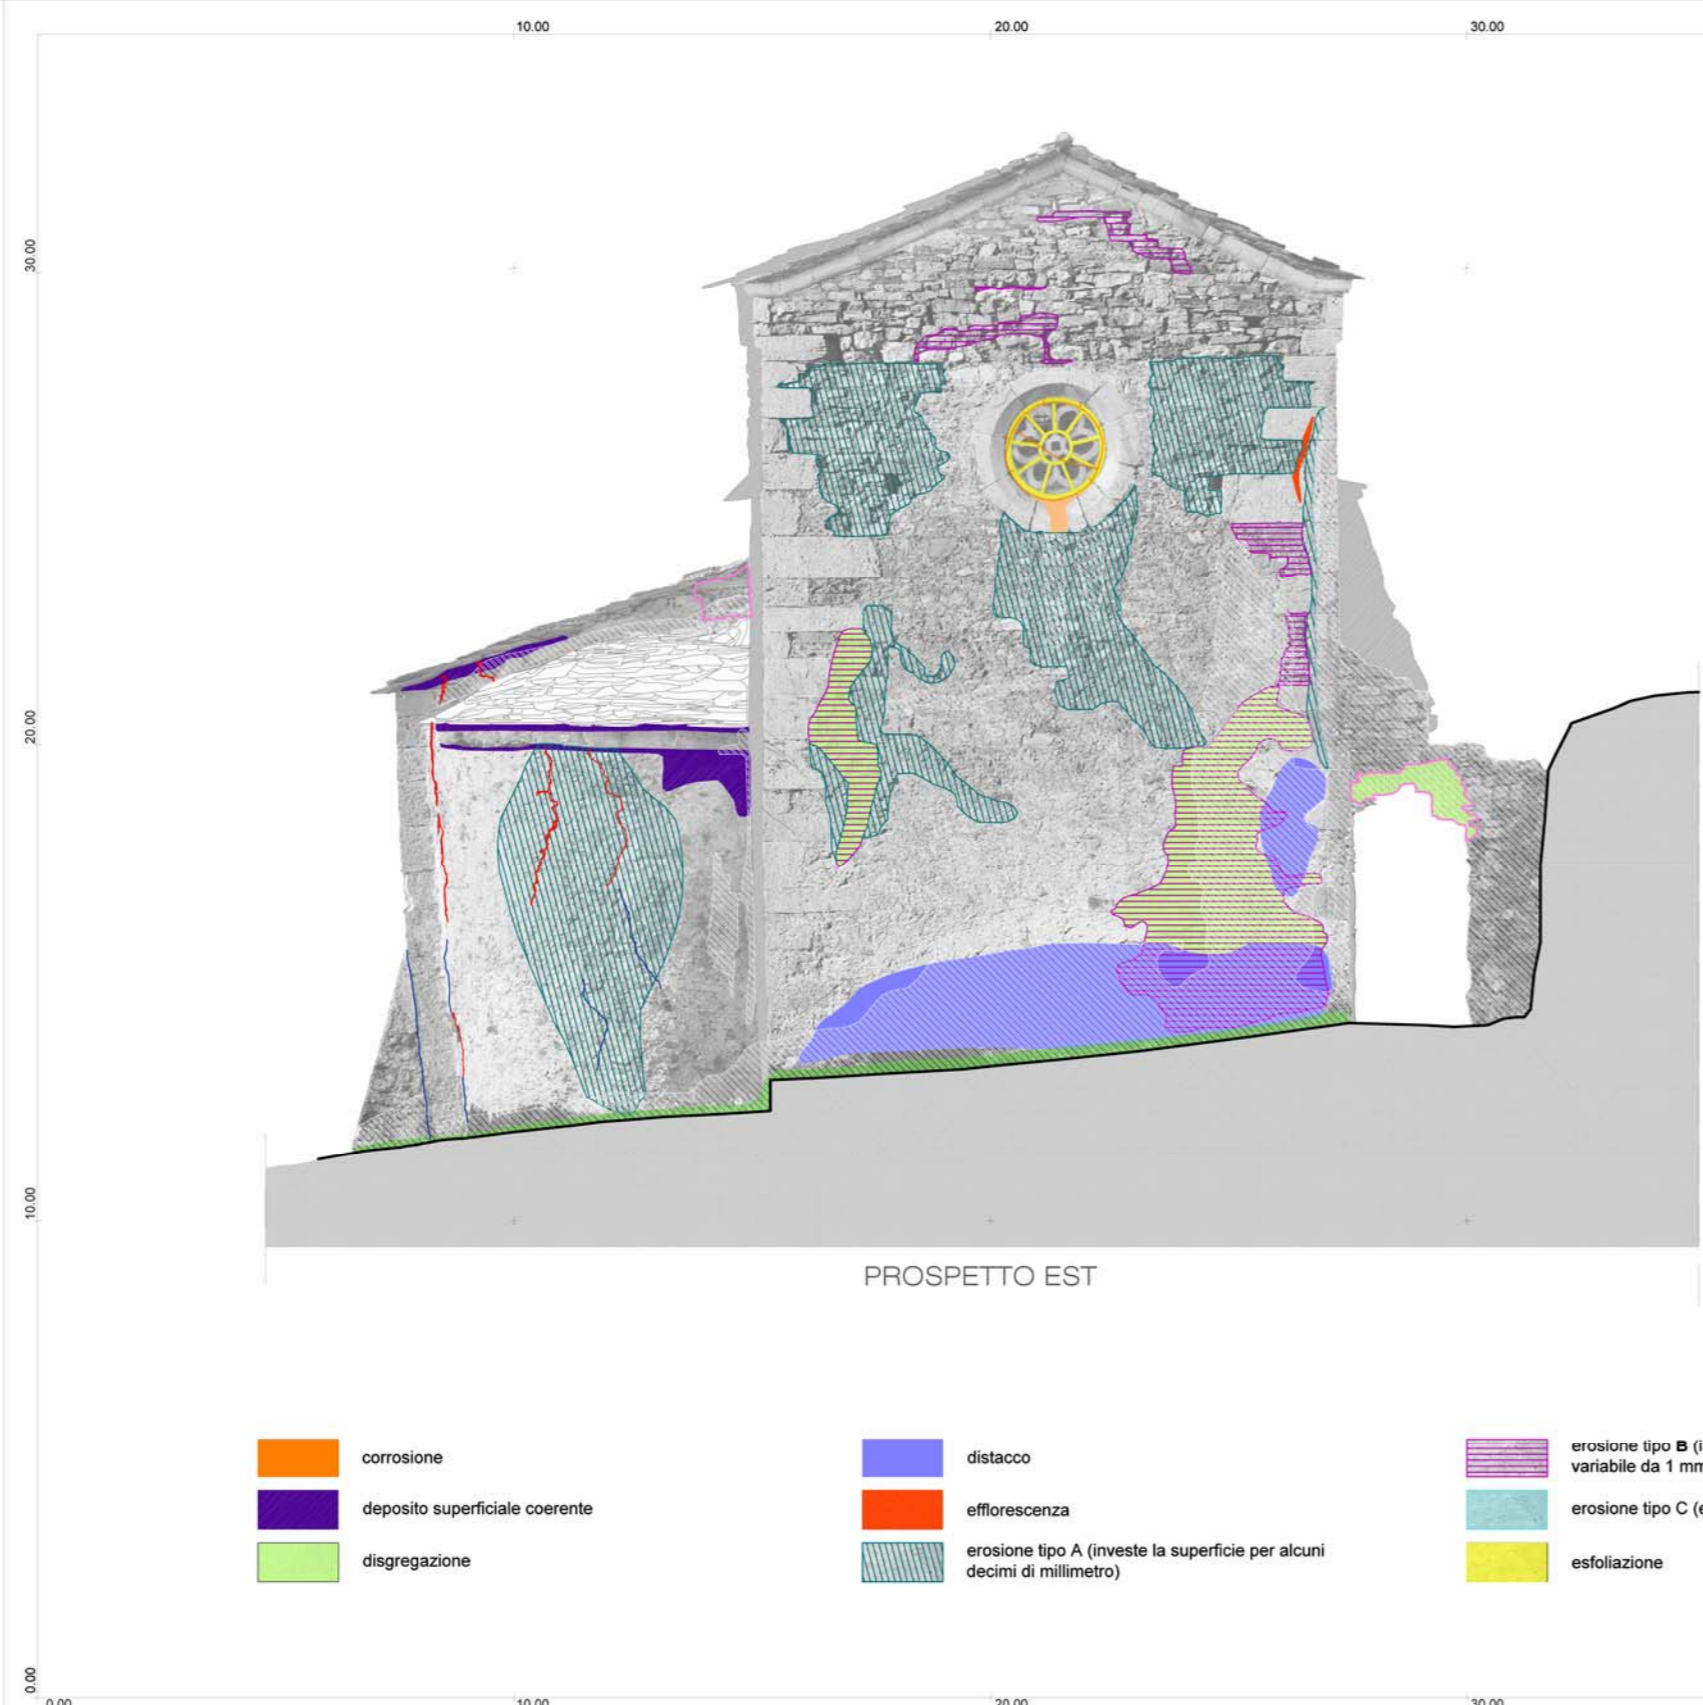 10.00
20.00
30.00
30.00
20.00
10.00
PROSPETTO EST
corrosione
deposito superficiale coerente
disgregazione
distacco
efflorescenza
erosione tipo A (investe la superficie per alcuni
decimi di millimetro)
erosione tipo B (i
variabile da 1 mm
erosione tipo C (e
esfoliazione
0.00
0.00
10.00
20.00
30.00